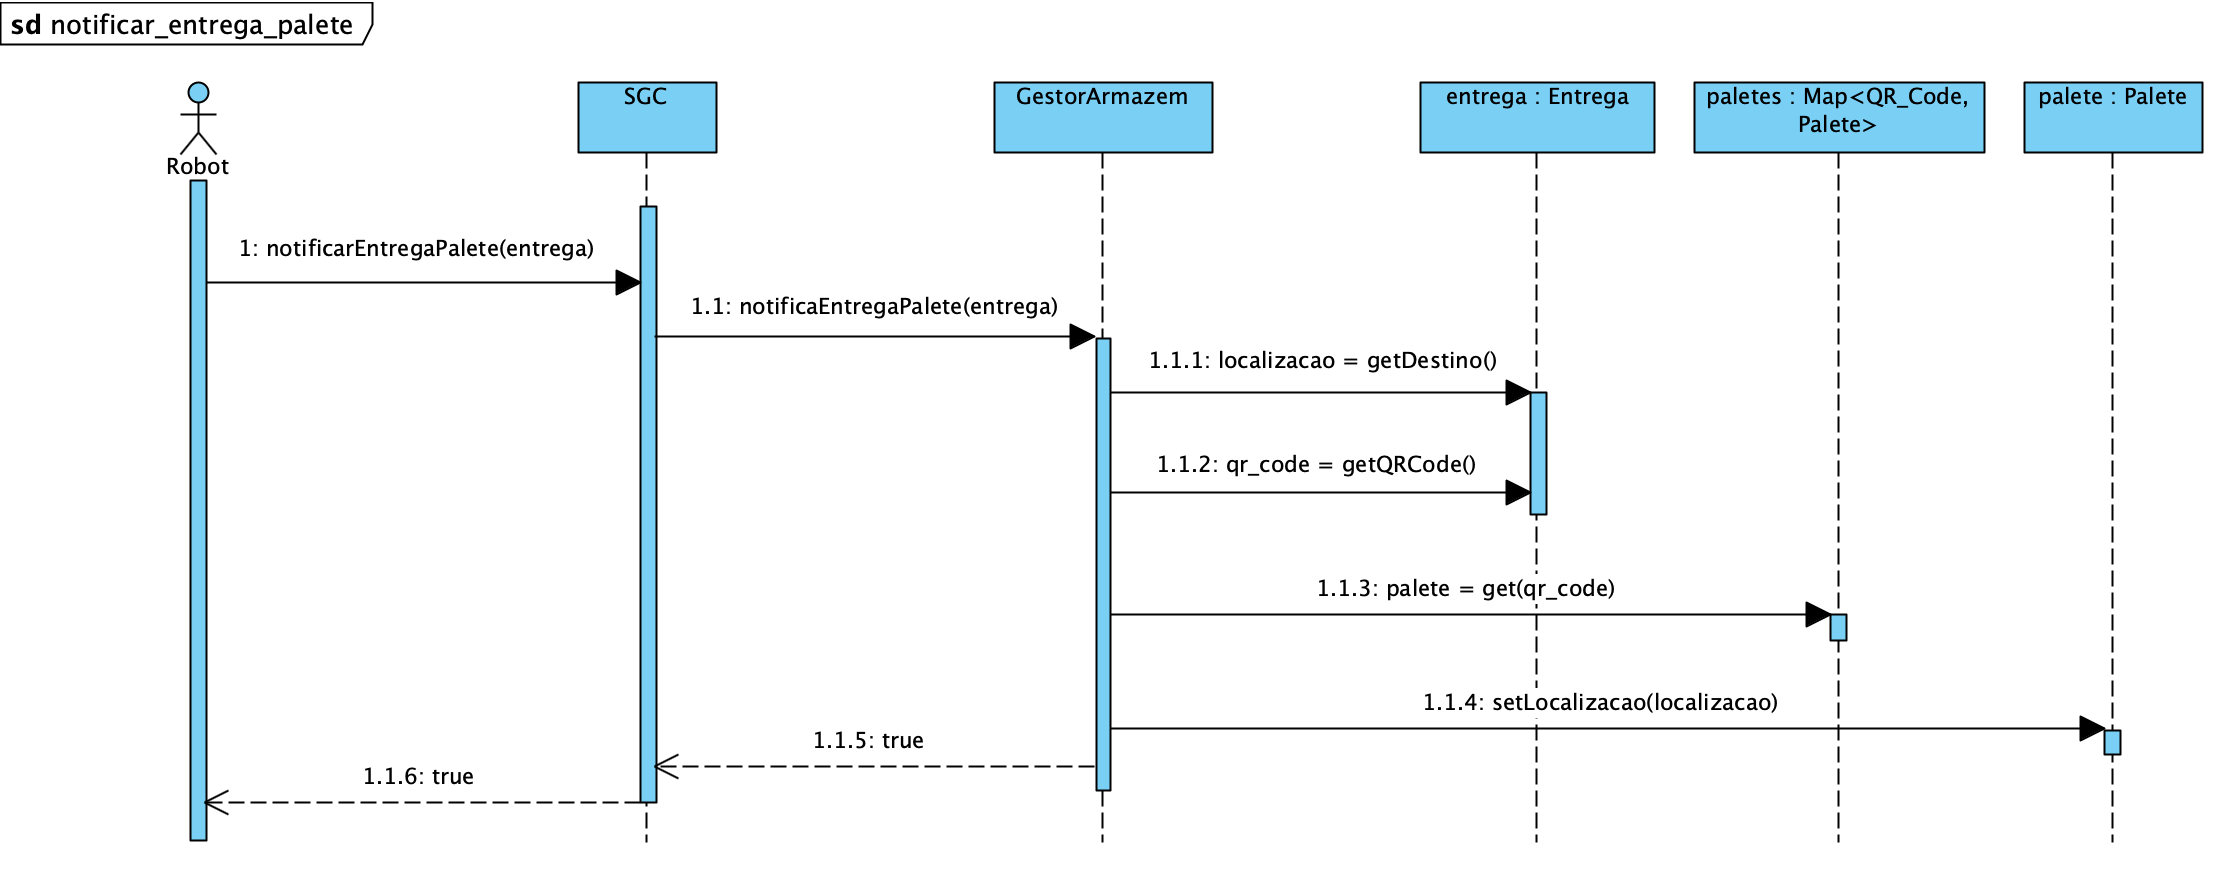 sd notificar_entrega_palete
Robot
SGC
GestorArmazem
entrega : Entrega
paletes : Map<QR_Code,
Palete>
palete : Palete
1: notificarEntregaPalete(entrega)
1.1: notificaEntregaPalete(entrega)
1.1.1: localizacao = getDestino()
1.1.2: qr_code = getQRCode()
1.1.3: palete = get(qr_code)
1.1.4: setLocalizacao(localizacao)
1.1.5: true
1.1.6: true